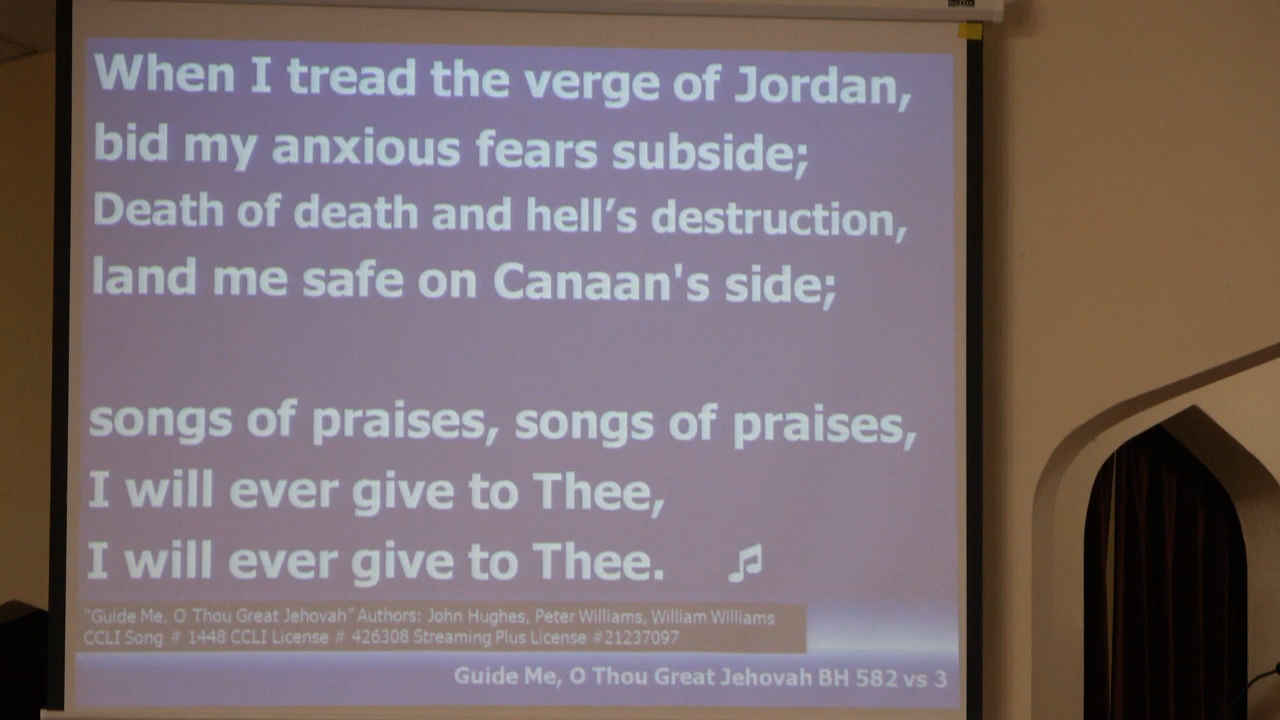 When I tread the verge of Jordan,
bid my anxious fears subside;
Death of death and hell’s destruction,
land me safe on Canaan's side;
songs of praises, songs of praises,
I will ever give to Thee,
I will ever give to Thee. ♫
"Guide Me, O Thou Great Jehovah" Authors: John Hughes, Peter Williams, William Williams
CCLI Song # 1448 CCLI License # 426308 Streaming Plus License #21237097
Guide Me, O Thou Great Jehovah BH 582 vs 3